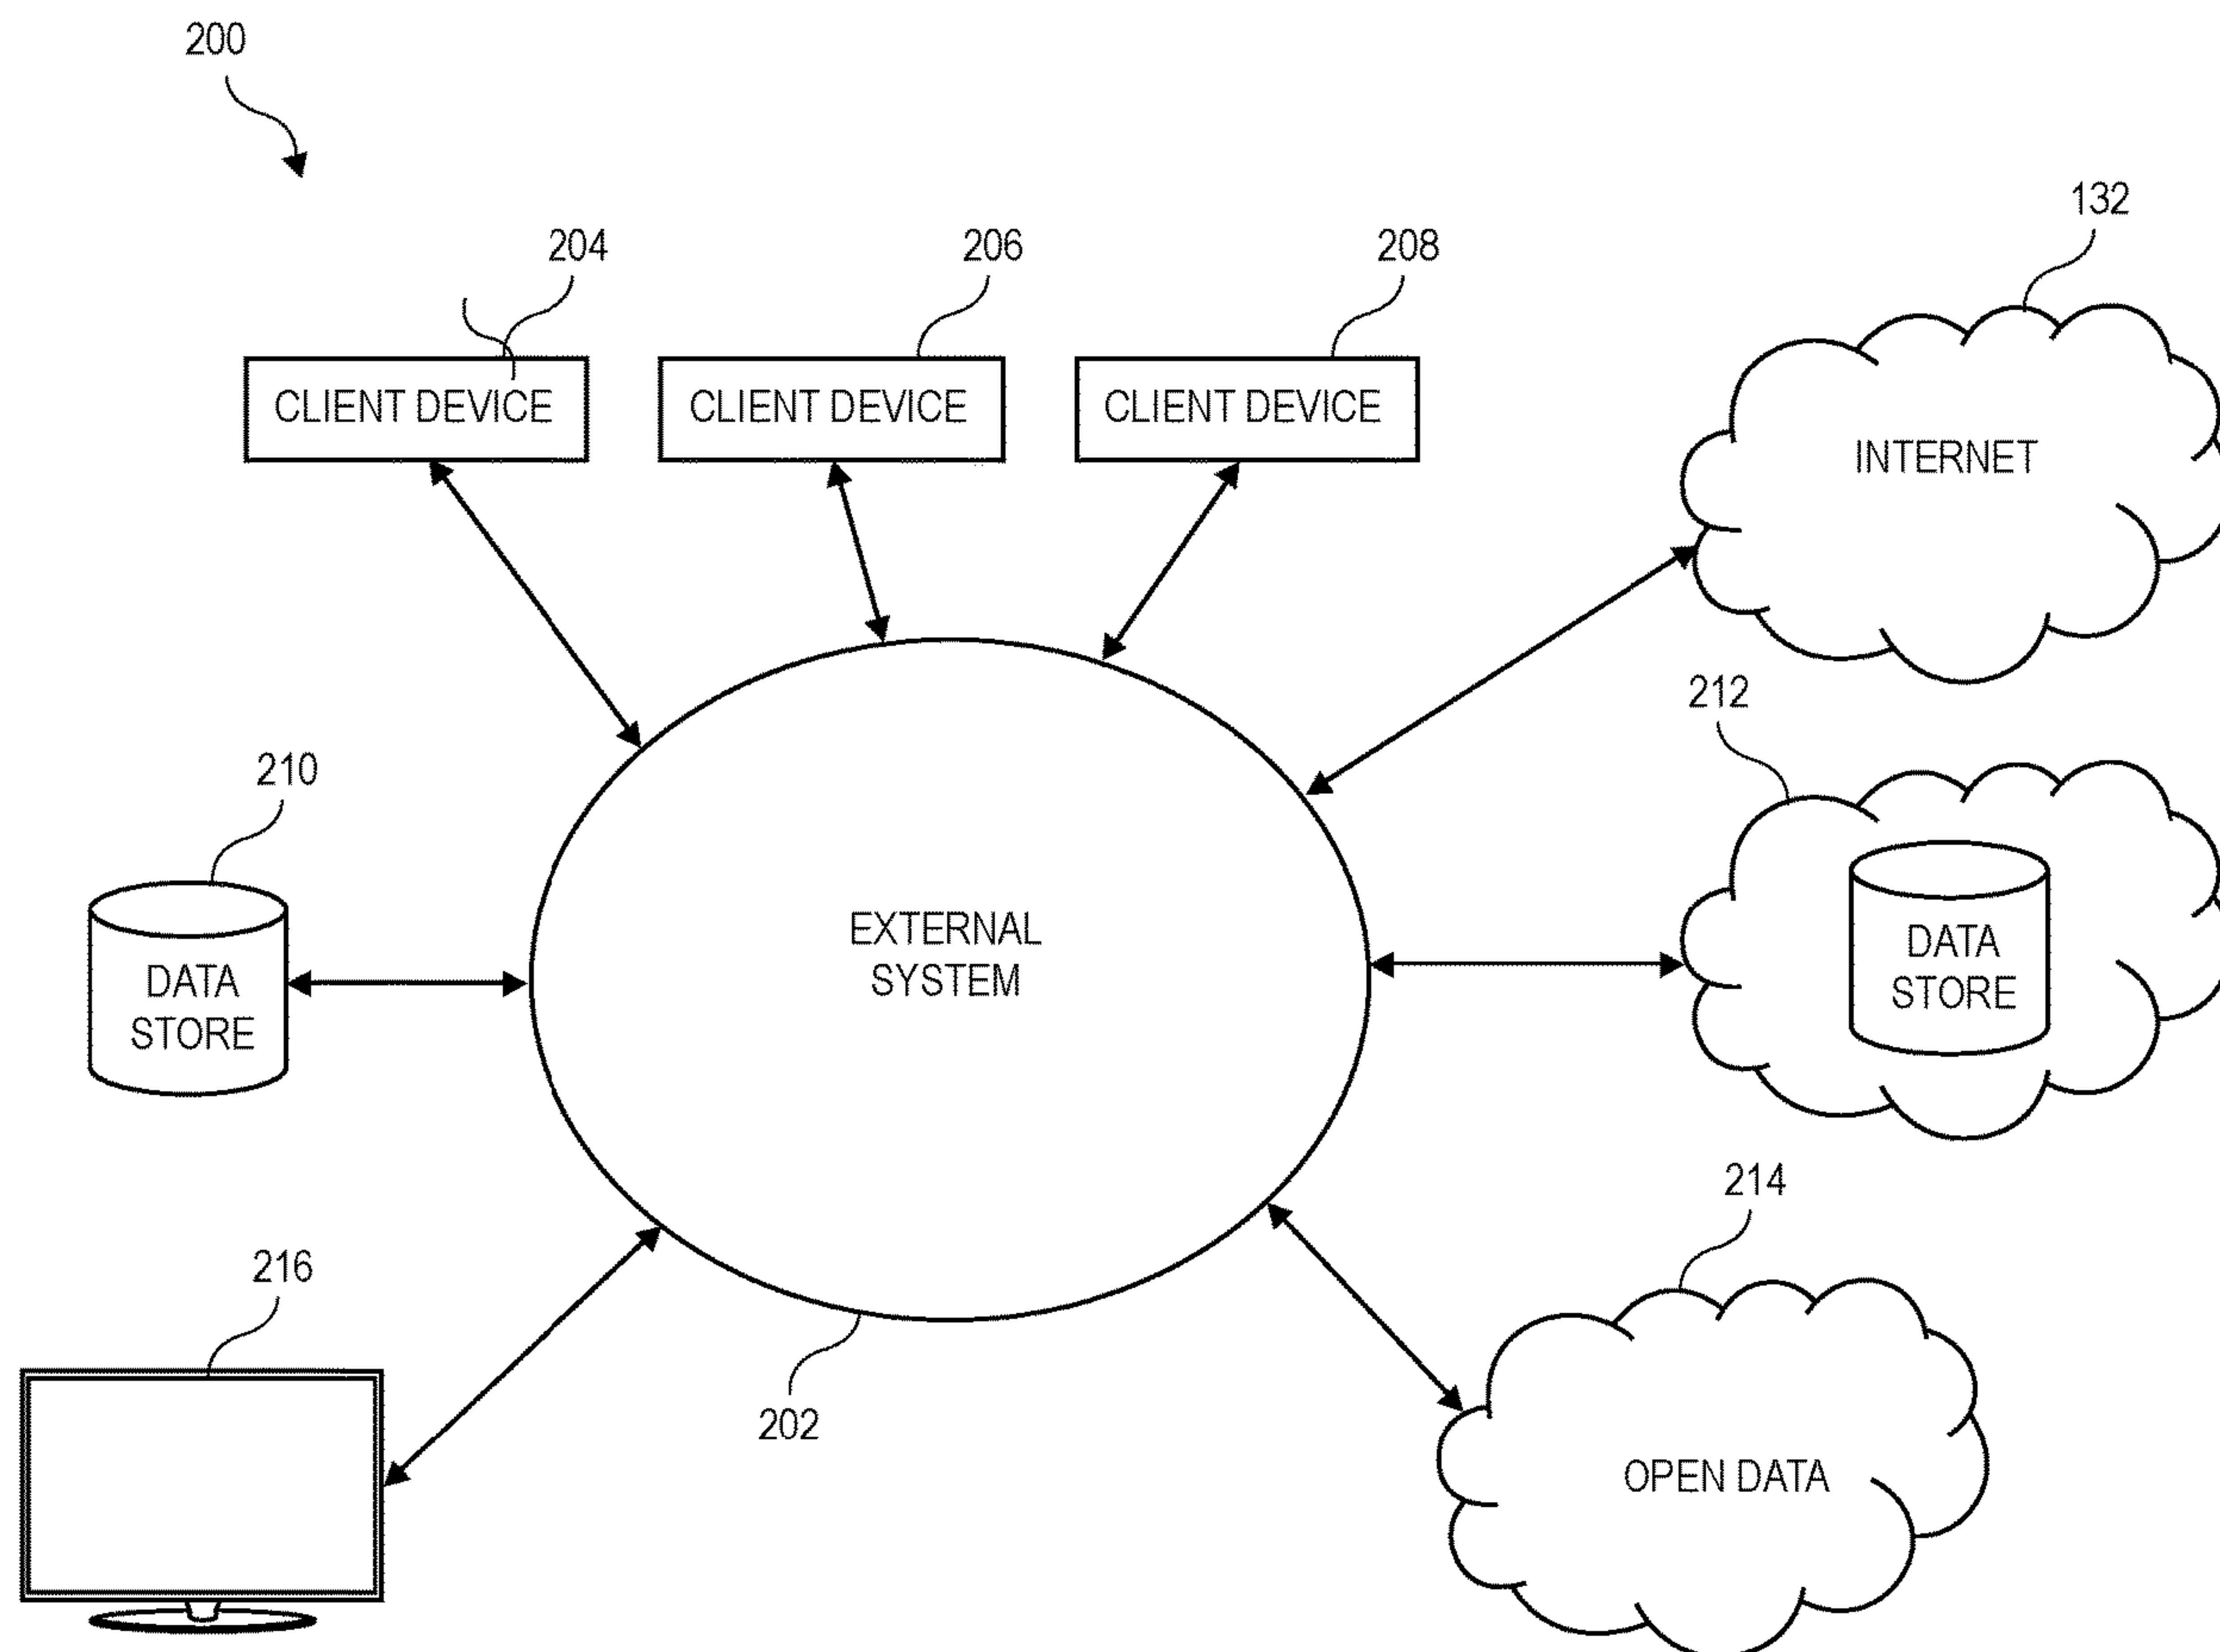 200
132
204
206
208
CLIENT DEVICE
CLIENT DEVICE
CLIENT DEVICE
INTERNET
212
210
EXTERNAL
SYSTEM
DATA
STORE
DATA
STORE
214
216
202
OPEN DATA